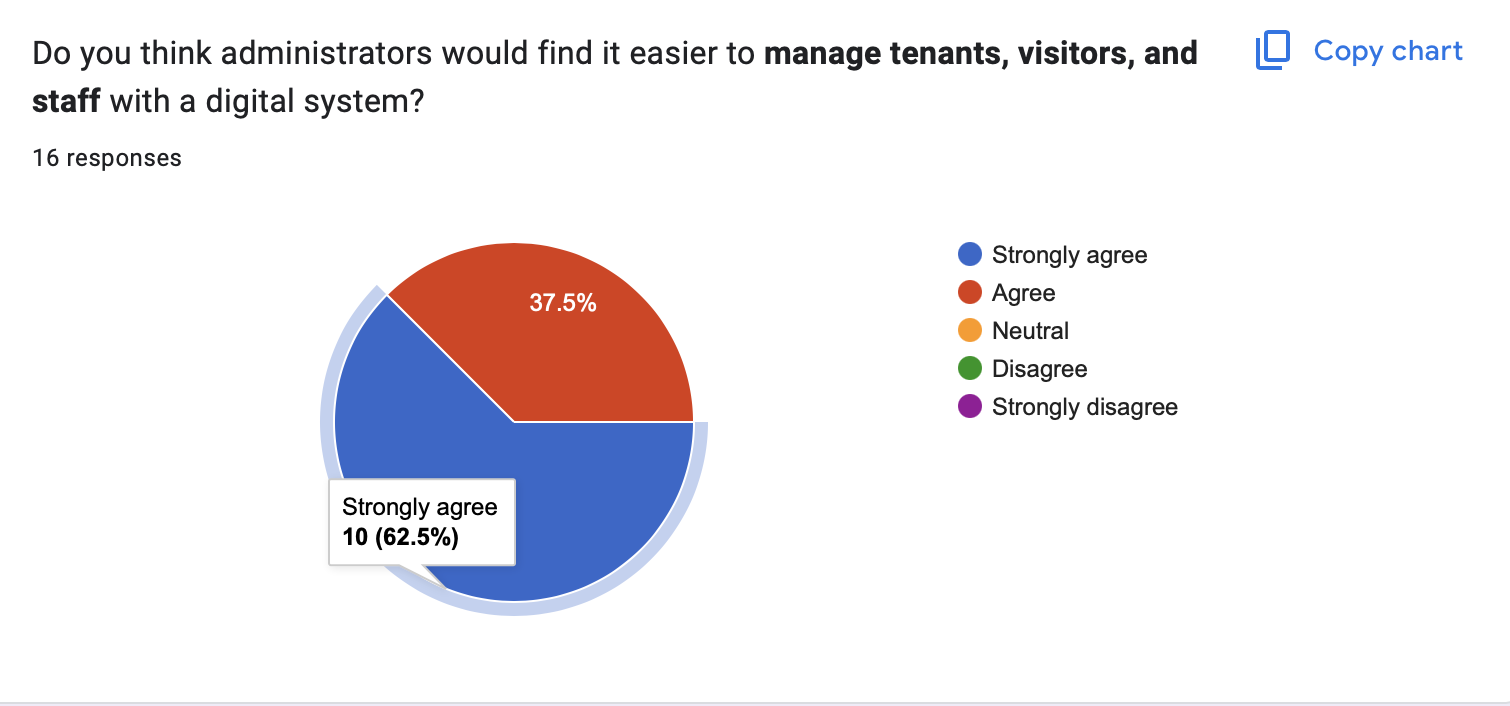 Do you think administrators would find it easier to manage tenants, visitors, and
staff with a digital system?
Copy chart
16 responses
37.5%
Strongly agree
10 (62.5%)
Strongly agree
Agree
Neutral
Disagree
Strongly disagree